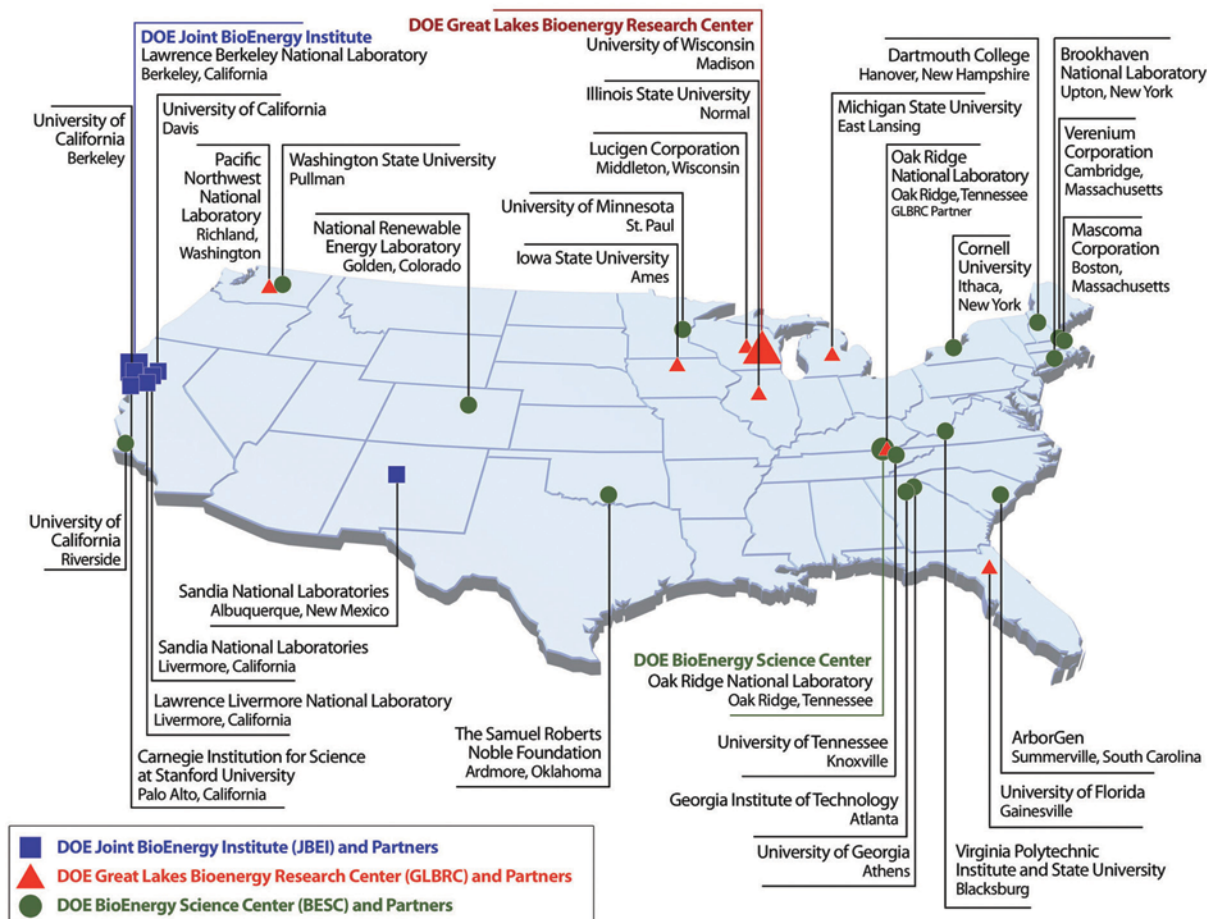 DOE Joint BioEnergy Institute
Lawrence Berkeley National Laboratory
Berkeley, California
DOE Great Lakes Bioenergy Research Center
University of Wisconsin
Madison
Dartmouth College
Hanover, New Hampshire
Brookhaven
National Laboratory
Upton, New York
University of
California
Berkeley
University of California
Davis
Illinois State University
Normal
Michigan State University
East Lansing
Pacific
Northwest
National
Laboratory
Richland,
Washington
Washington State University
Pullman
Lucigen Corporation
Middleton, Wisconsin
Oak Ridge
National Laboratory
Oak Ridge, Tennessee
GLBRC Partner
Verenium
Corporation
Cambridge,
Massachusetts
National Renewable
Energy Laboratory
Golden, Colorado
University of Minnesota
St. Paul
Iowa State University
Ames
Cornell
University
Ithaca,
New York
Mascoma
Corporation
Boston,
Massachusetts
University of
California
Riverside
Sandia National Laboratories
Albuquerque, New Mexico
Sandia National Laboratories
Livermore, California
Lawrence Livermore National Laboratory
Livermore, California
Carnegie Institution for Science
at Stanford University
Palo Alto, California
The Samuel Roberts
Noble Foundation
Ardmore, Oklahoma
DOE BioEnergy Science Center
Oak Ridge National Laboratory
Oak Ridge, Tennessee
University of Tennessee
Knoxville
Georgia Institute of Technology
Atlanta
University of Georgia
Athens
ArborGen
Summerville, South Carolina
University of Florida
Gainesville
Virginia Polytechnic
Institute and State University
Blacksburg
DOE Joint BioEnergy Institute (JBEI) and Partners
DOE Great Lakes Bioenergy Research Center (GLBRC) and Partners
DOE BioEnergy Science Center (BESC) and Partners